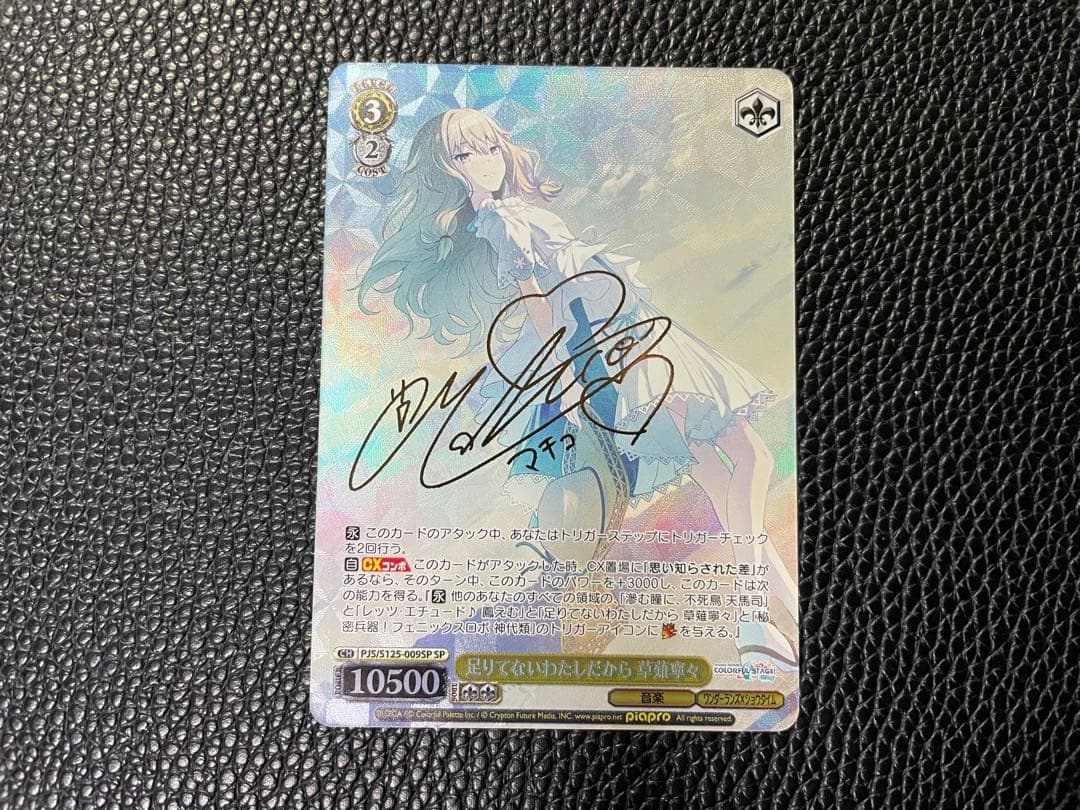 LEVEL
3
2
COST
マチコ
永 このカードのアタック中、あなたはトリガーステップにトリガーチェック
を2回行う。
自 CXコンボ このカードがアタックした時、CX置場に「思い知らされた差」が
あるなら、そのターン中、このカードのパワーを＋3000し、このカードは次
の能力を得る。『永 他のあなたのすべての領域の、「滲む瞳に、不死鳥 天馬司」
と「レッツ・エチュード♪ 鳳えむ」と「足りてないわたしだから 草薙寧々」と「秘
密兵器！フェニックスロボ 神代類」のトリガーアイコンに を与える。』
CH PJS/S125-009SP SP
足りてないわたしだから 草薙寧々
COLORFUL STAGE!
POWER 10500 SOUL
音楽 ワンダーランズ×ショウタイム
©SEGA / © Colorful Palette Inc. / © Crypton Future Media, INC. www.piapro.net piapro All rights reserved.